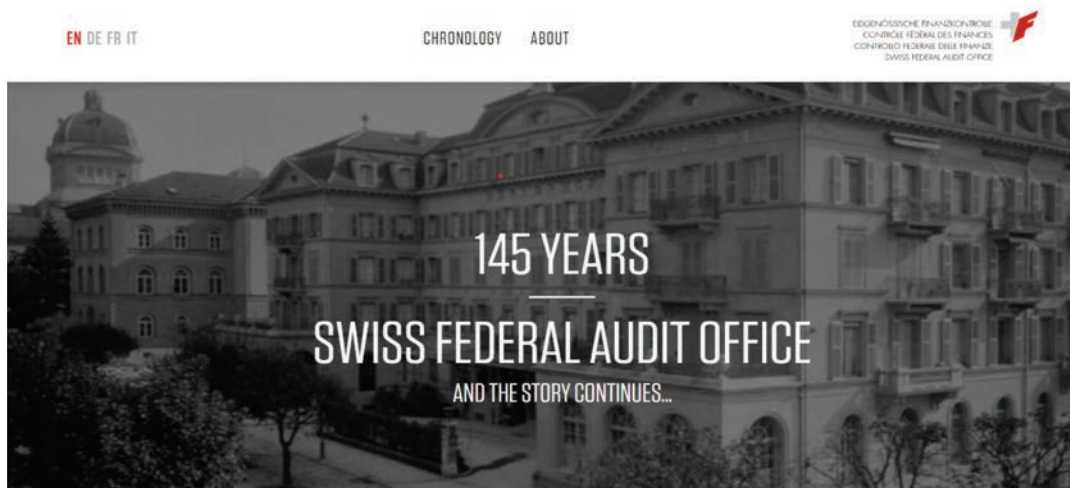 EN DE FR IT
CHRONOLOGY ABOUT
EIDGENÖSSISCHE FINANZKONTROLLE
CONTRÔLE FÉDÉRAL DES FINANCES
CONTROLLO FEDERALE DELLE FINANZE
SWISS FEDERAL AUDIT OFFICE
145 YEARS
SWISS FEDERAL AUDIT OFFICE
AND THE STORY CONTINUES...